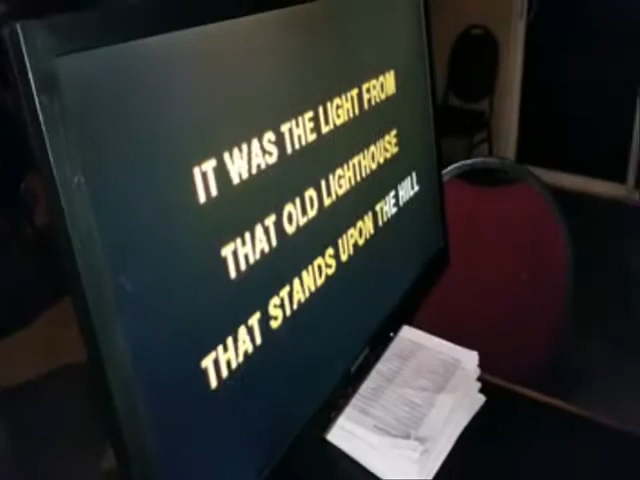 IT WAS THE LIGHT FROM
THAT OLD LIGHTHOUSE
THAT STANDS UPON THE HILL